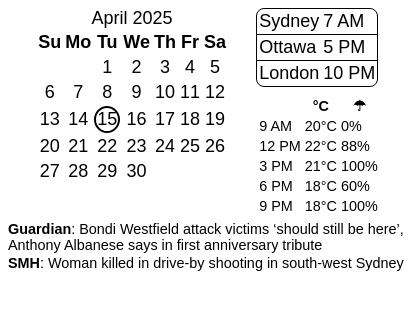 April 2025
Su Mo Tu We Th Fr Sa
1 2 3 4 5
6 7 8 9 10 11 12
13 14 15 16 17 18 19
20 21 22 23 24 25 26
27 28 29 30
Sydney 7 AM
Ottawa 5 PM
London 10 PM
°C ☂
9 AM 20°C 0%
12 PM 22°C 88%
3 PM 21°C 100%
6 PM 18°C 60%
9 PM 18°C 100%
Guardian: Bondi Westfield attack victims ‘should still be here’,
Anthony Albanese says in first anniversary tribute
SMH: Woman killed in drive-by shooting in south-west Sydney